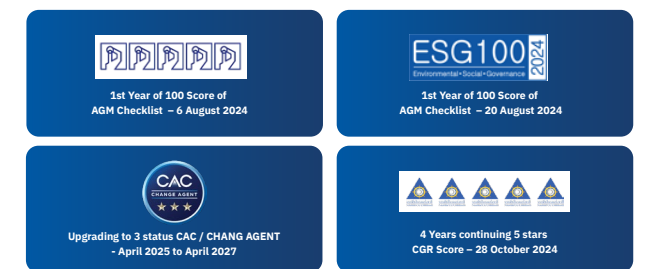 1st Year of 100 Score of
AGM Checklist – 6 August 2024
ESG100
2024
Environmental•Social•Governance
1st Year of 100 Score of
AGM Checklist – 20 August 2024
CAC
CHANGE AGENT
Upgrading to 3 status CAC / CHANG AGENT
- April 2025 to April 2027
4 Years continuing 5 stars
CGR Score – 28 October 2024